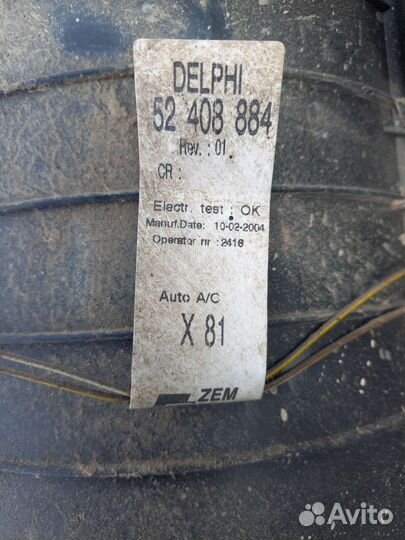 DELPHI
52 408 884
Rev. : 01
CR :
Electr. test : OK
Manuf.Date: 10-02-2004
Operator nr :2416
Auto A/C
X 81
ZEM
Avito